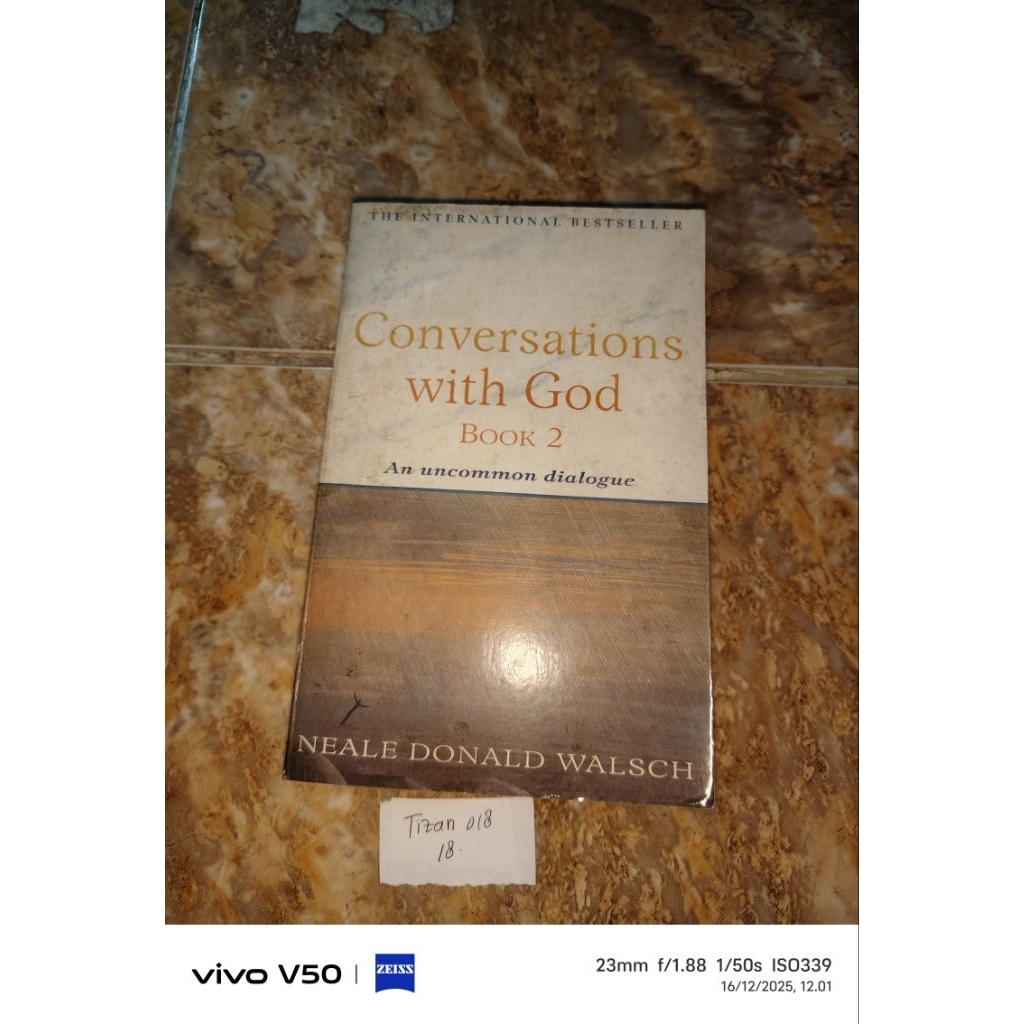 THE INTERNATIONAL BESTSELLER
Conversations
with God
BOOK 2
An uncommon dialogue
NEALE DONALD WALSCH
Tizan 018
18.
vivo V50 | ZEISS
23mm f/1.88 1/50s ISO339
16/12/2025, 12.01